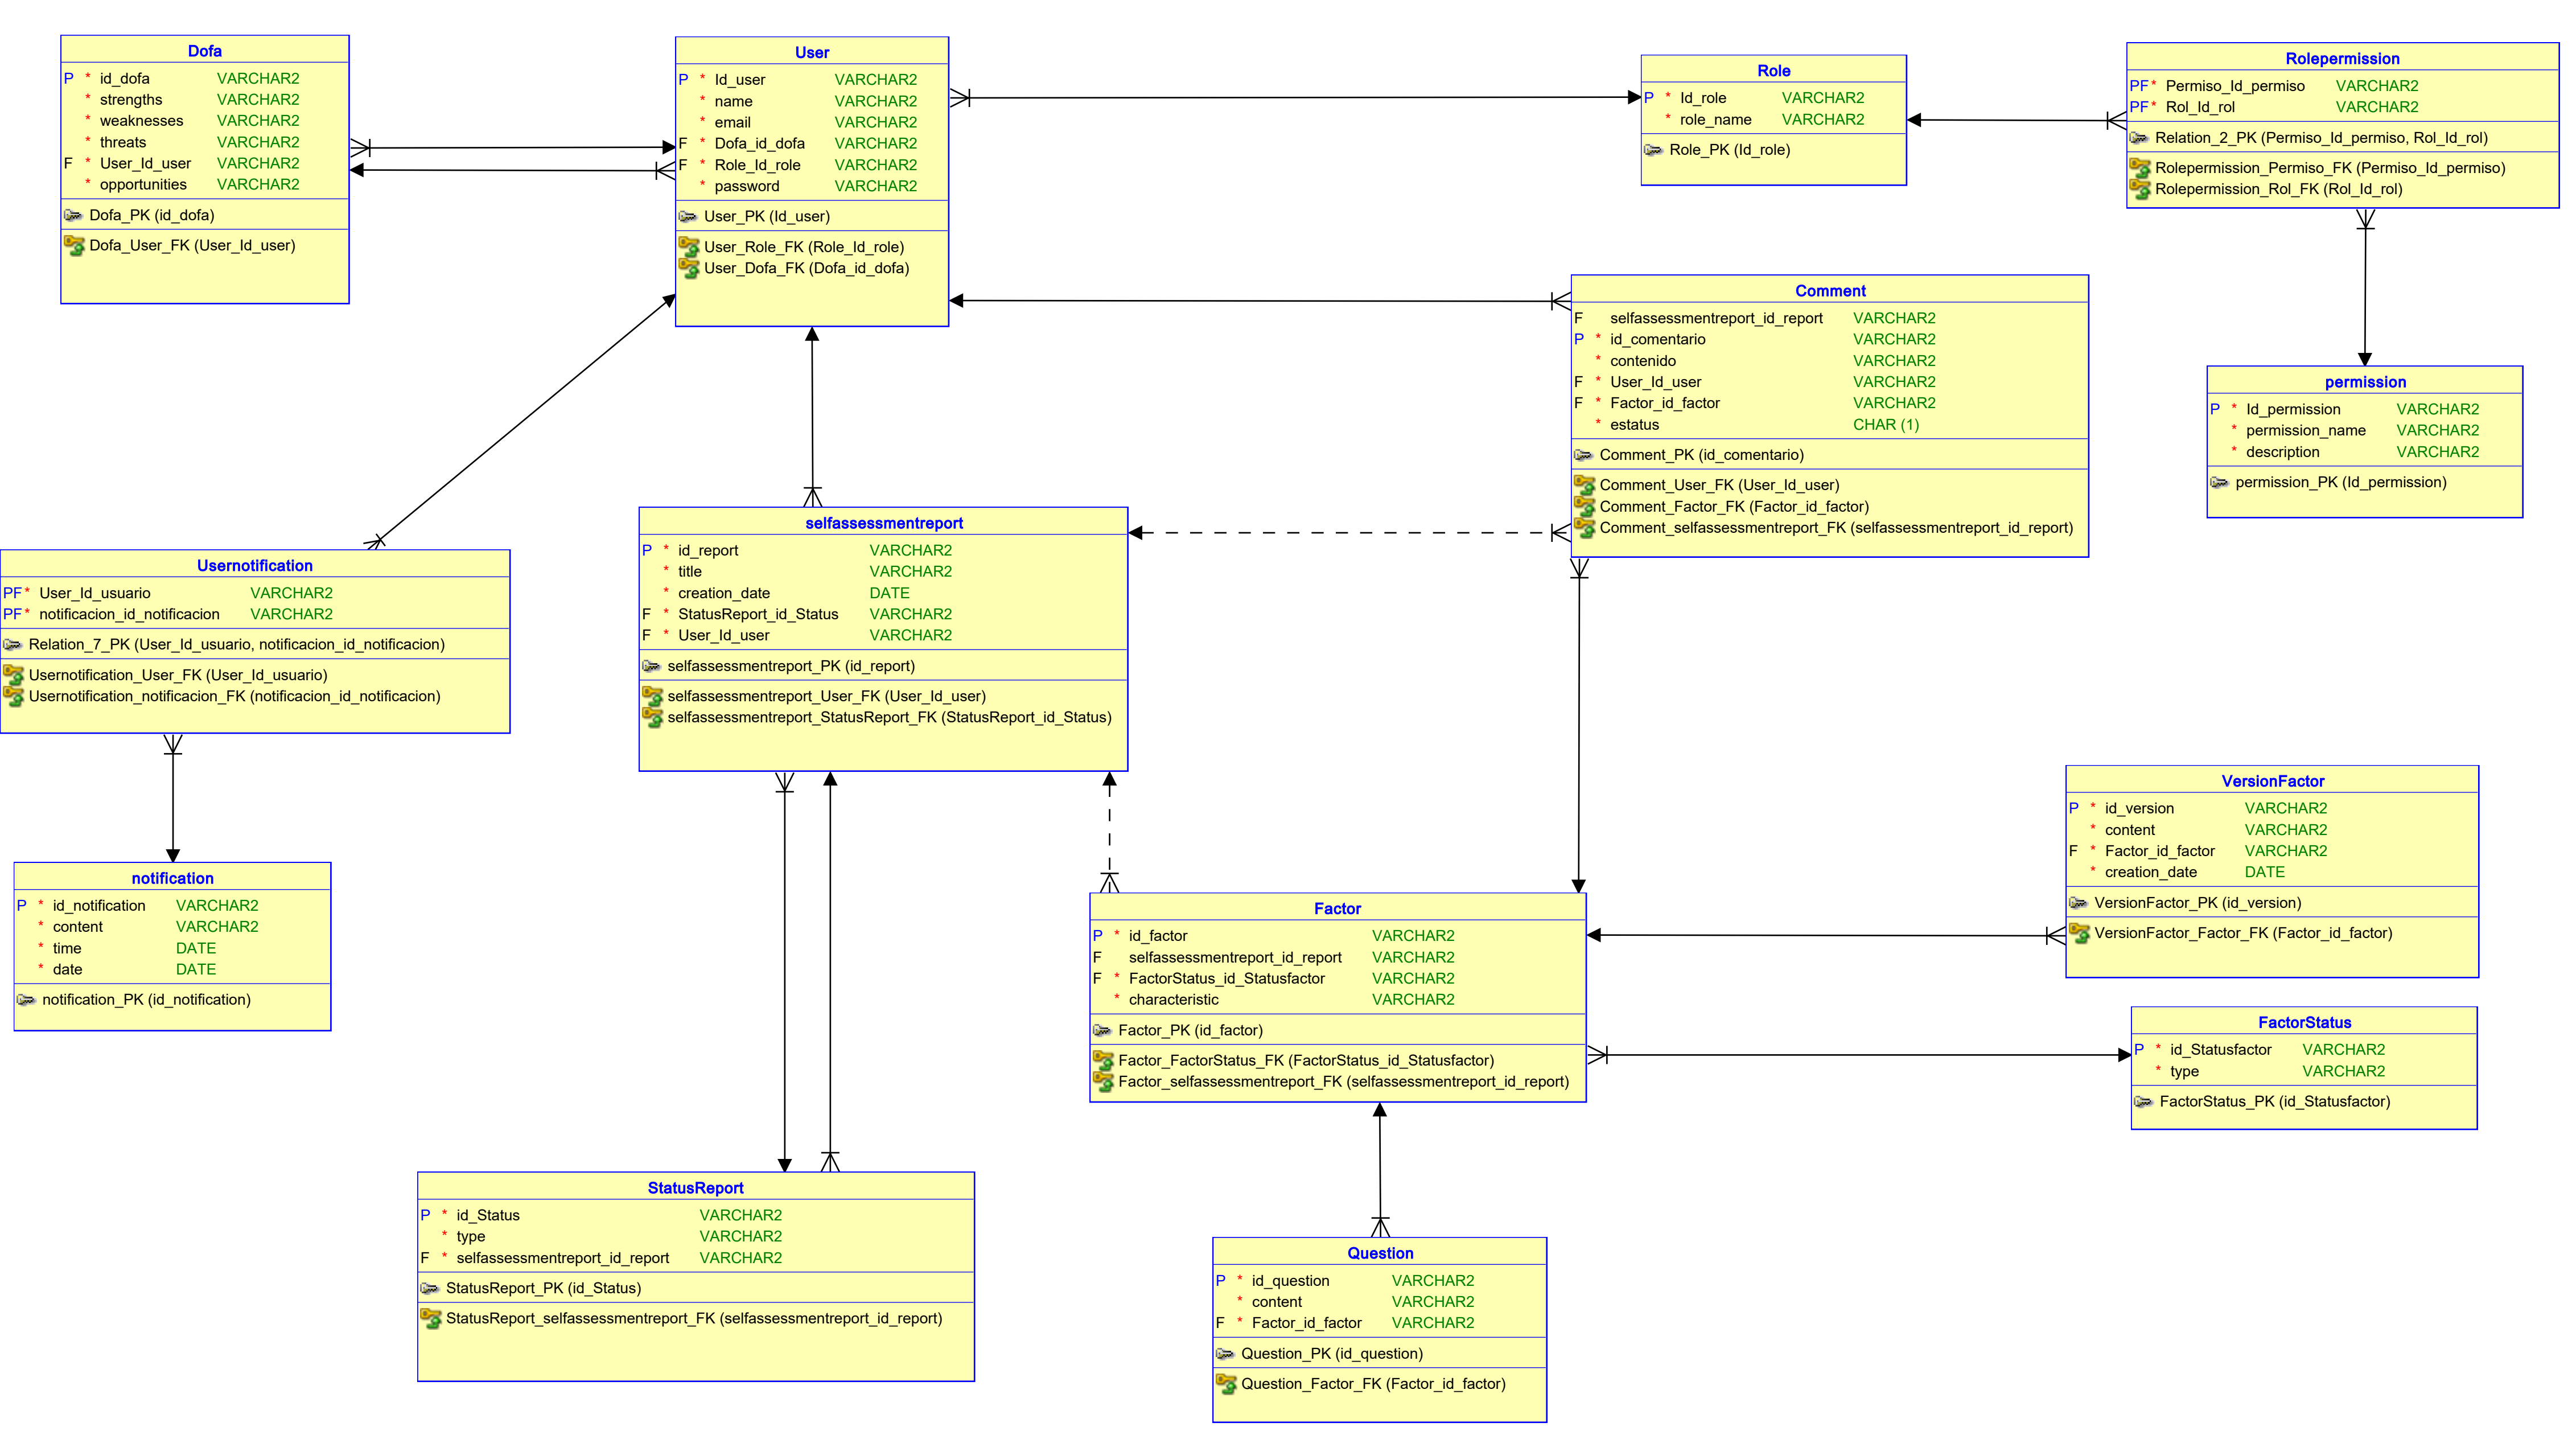 Dofa
P * id_dofa VARCHAR2
* strengths VARCHAR2
* weaknesses VARCHAR2
* threats VARCHAR2
F * User_Id_user VARCHAR2
* opportunities VARCHAR2
Dofa_PK (id_dofa)
Dofa_User_FK (User_Id_user)
User
P * Id_user VARCHAR2
* name VARCHAR2
* email VARCHAR2
F * Dofa_id_dofa VARCHAR2
F * Role_Id_role VARCHAR2
* password VARCHAR2
User_PK (Id_user)
User_Role_FK (Role_Id_role)
User_Dofa_FK (Dofa_id_dofa)
Role
P * Id_role VARCHAR2
* role_name VARCHAR2
Role_PK (Id_role)
Rolepermission
PF * Permiso_Id_permiso VARCHAR2
PF * Rol_Id_rol VARCHAR2
Relation_2_PK (Permiso_Id_permiso, Rol_Id_rol)
Rolepermission_Permiso_FK (Permiso_Id_permiso)
Rolepermission_Rol_FK (Rol_Id_rol)
Comment
F selfassessmentreport_id_report VARCHAR2
P * id_comentario VARCHAR2
* contenido VARCHAR2
F * User_Id_user VARCHAR2
F * Factor_id_factor VARCHAR2
* estatus CHAR (1)
Comment_PK (id_comentario)
Comment_User_FK (User_Id_user)
Comment_Factor_FK (Factor_id_factor)
Comment_selfassessmentreport_FK (selfassessmentreport_id_report)
permission
P * Id_permission VARCHAR2
* permission_name VARCHAR2
* description VARCHAR2
permission_PK (Id_permission)
Usernotification
PF * User_Id_usuario VARCHAR2
PF * notificacion_id_notificacion VARCHAR2
Relation_7_PK (User_Id_usuario, notificacion_id_notificacion)
Usernotification_User_FK (User_Id_usuario)
Usernotification_notificacion_FK (notificacion_id_notificacion)
selfassessmentreport
P * id_report VARCHAR2
* title VARCHAR2
* creation_date DATE
F * StatusReport_id_Status VARCHAR2
F * User_Id_user VARCHAR2
selfassessmentreport_PK (id_report)
selfassessmentreport_User_FK (User_Id_user)
selfassessmentreport_StatusReport_FK (StatusReport_id_Status)
notification
P * id_notification VARCHAR2
* content VARCHAR2
* time DATE
* date DATE
notification_PK (id_notification)
Factor
P * id_factor VARCHAR2
F selfassessmentreport_id_report VARCHAR2
F * FactorStatus_id_Statusfactor VARCHAR2
* characteristic VARCHAR2
Factor_PK (id_factor)
Factor_FactorStatus_FK (FactorStatus_id_Statusfactor)
Factor_selfassessmentreport_FK (selfassessmentreport_id_report)
VersionFactor
P * id_version VARCHAR2
* content VARCHAR2
F * Factor_id_factor VARCHAR2
* creation_date DATE
VersionFactor_PK (id_version)
VersionFactor_Factor_FK (Factor_id_factor)
FactorStatus
P * id_Statusfactor VARCHAR2
* type VARCHAR2
FactorStatus_PK (id_Statusfactor)
StatusReport
P * id_Status VARCHAR2
* type VARCHAR2
F * selfassessmentreport_id_report VARCHAR2
StatusReport_PK (id_Status)
StatusReport_selfassessmentreport_FK (selfassessmentreport_id_report)
Question
P * id_question VARCHAR2
* content VARCHAR2
F * Factor_id_factor VARCHAR2
Question_PK (id_question)
Question_Factor_FK (Factor_id_factor)